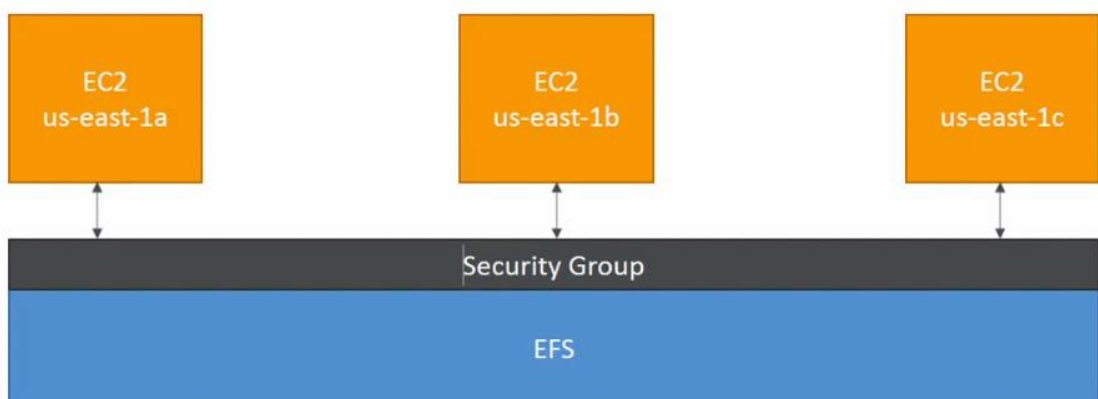 EC2
us-east-1a
EC2
us-east-1b
EC2
us-east-1c
Security Group
EFS